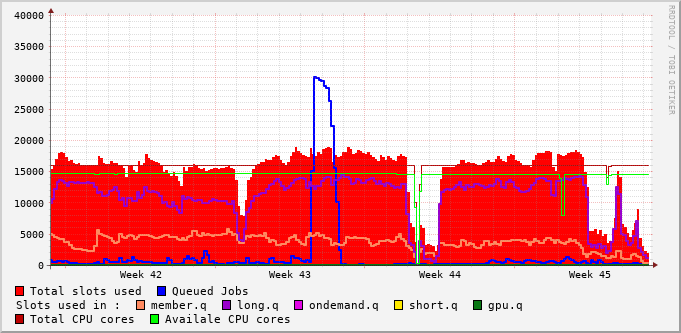 40000
35000
30000
25000
20000
15000
10000
5000
0
Week 42 Week 43 Week 44 Week 45
RRDTOOL / TOBI OETIKER
Total slots used Queued Jobs
Slots used in : member.q long.q ondemand.q short.q gpu.q
Total CPU cores Availale CPU cores